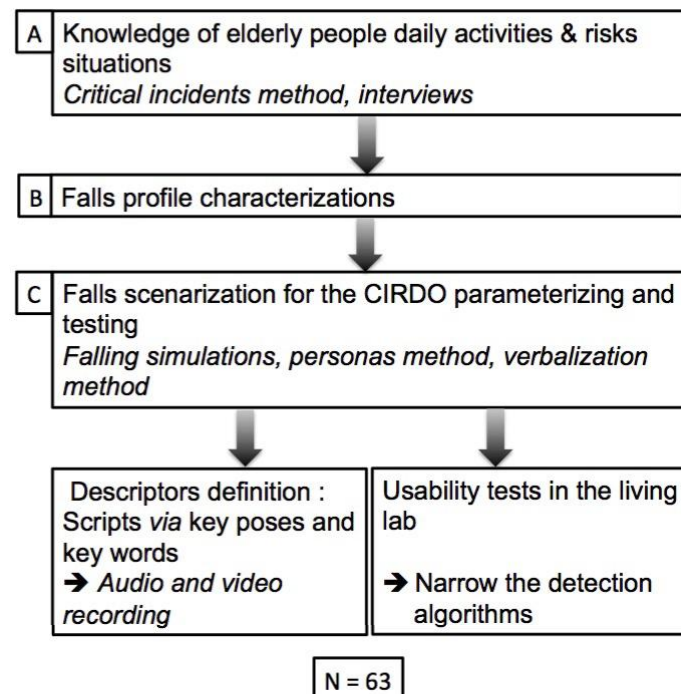 A
Knowledge of elderly people daily activities & risks
situations
Critical incidents method, interviews
B
Falls profile characterizations
C
Falls scenarization for the CIRDO parameterizing and
testing
Falling simulations, personas method, verbalization
method
Descriptors definition :
Scripts via key poses and
key words
➔ Audio and video
recording
Usability tests in the living
lab
➔ Narrow the detection
algorithms
N = 63